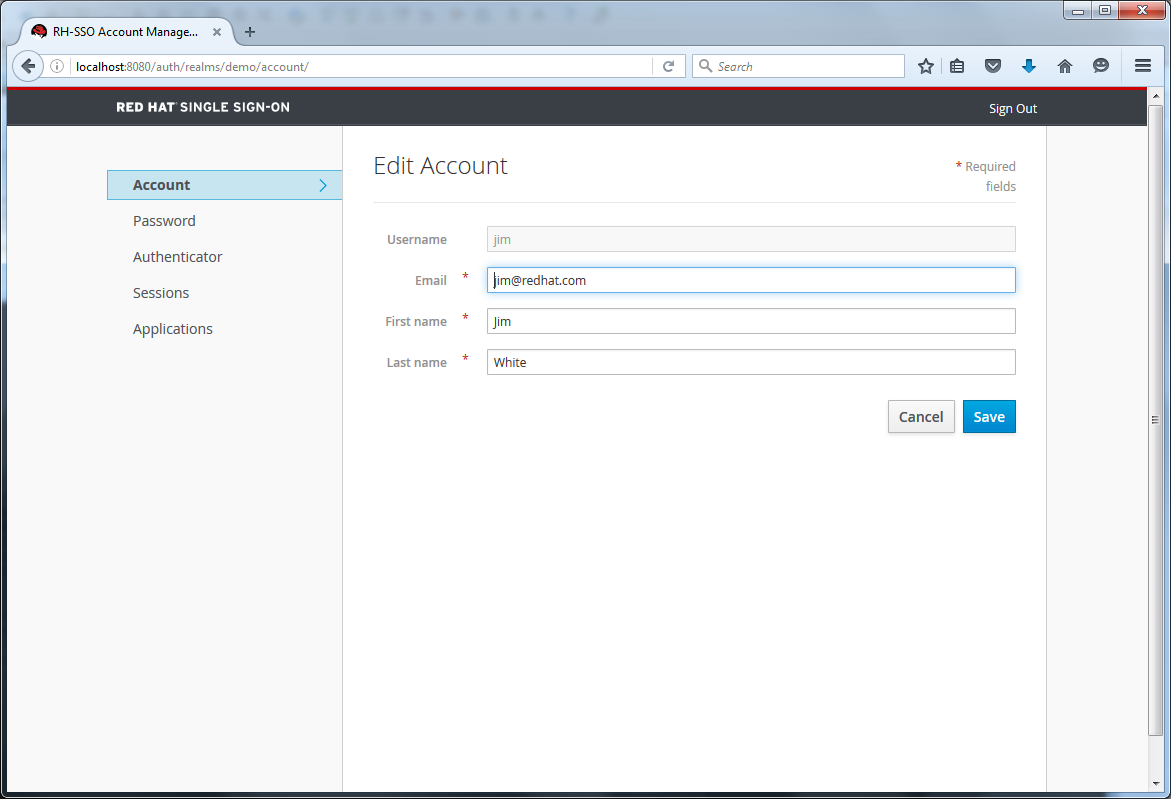 RH-SSO Account Manage...
localhost:8080/auth/realms/demo/account/
Search
RED HAT SINGLE SIGN-ON
Sign Out
Account
Password
Authenticator
Sessions
Applications
Edit Account
* Required
fields
Username
jim
Email *
jim@redhat.com
First name *
Jim
Last name *
White
Cancel
Save